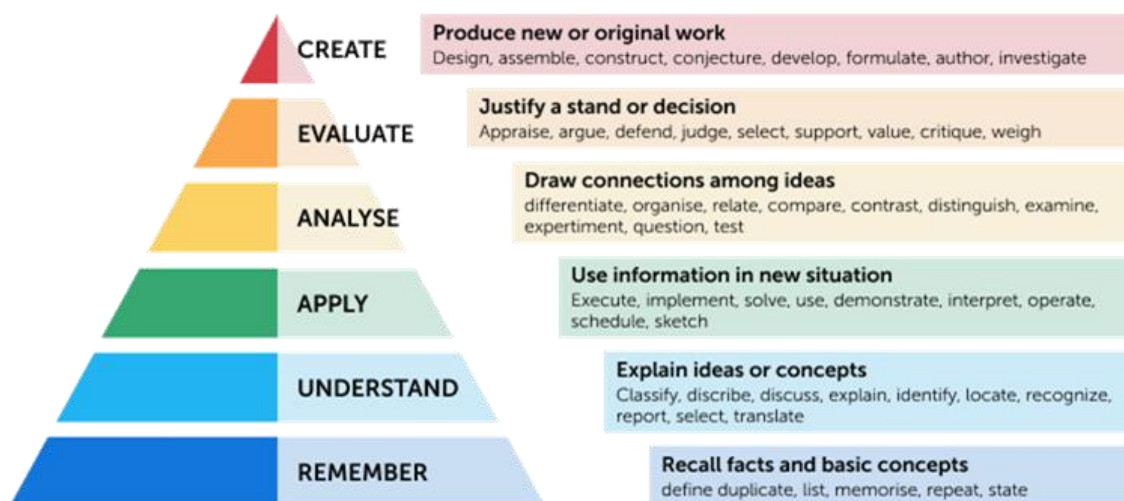 CREATE
Produce new or original work
Design, assemble, construct, conjecture, develop, formulate, author, investigate
EVALUATE
Justify a stand or decision
Appraise, argue, defend, judge, select, support, value, critique, weigh
ANALYSE
Draw connections among ideas
differentiate, organise, relate, compare, contrast, distinguish, examine,
expertiment, question, test
APPLY
Use information in new situation
Execute, implement, solve, use, demonstrate, interpret, operate,
schedule, sketch
UNDERSTAND
Explain ideas or concepts
Classify, discribe, discuss, explain, identify, locate, recognize,
report, select, translate
REMEMBER
Recall facts and basic concepts
define duplicate, list, memorise, repeat, state